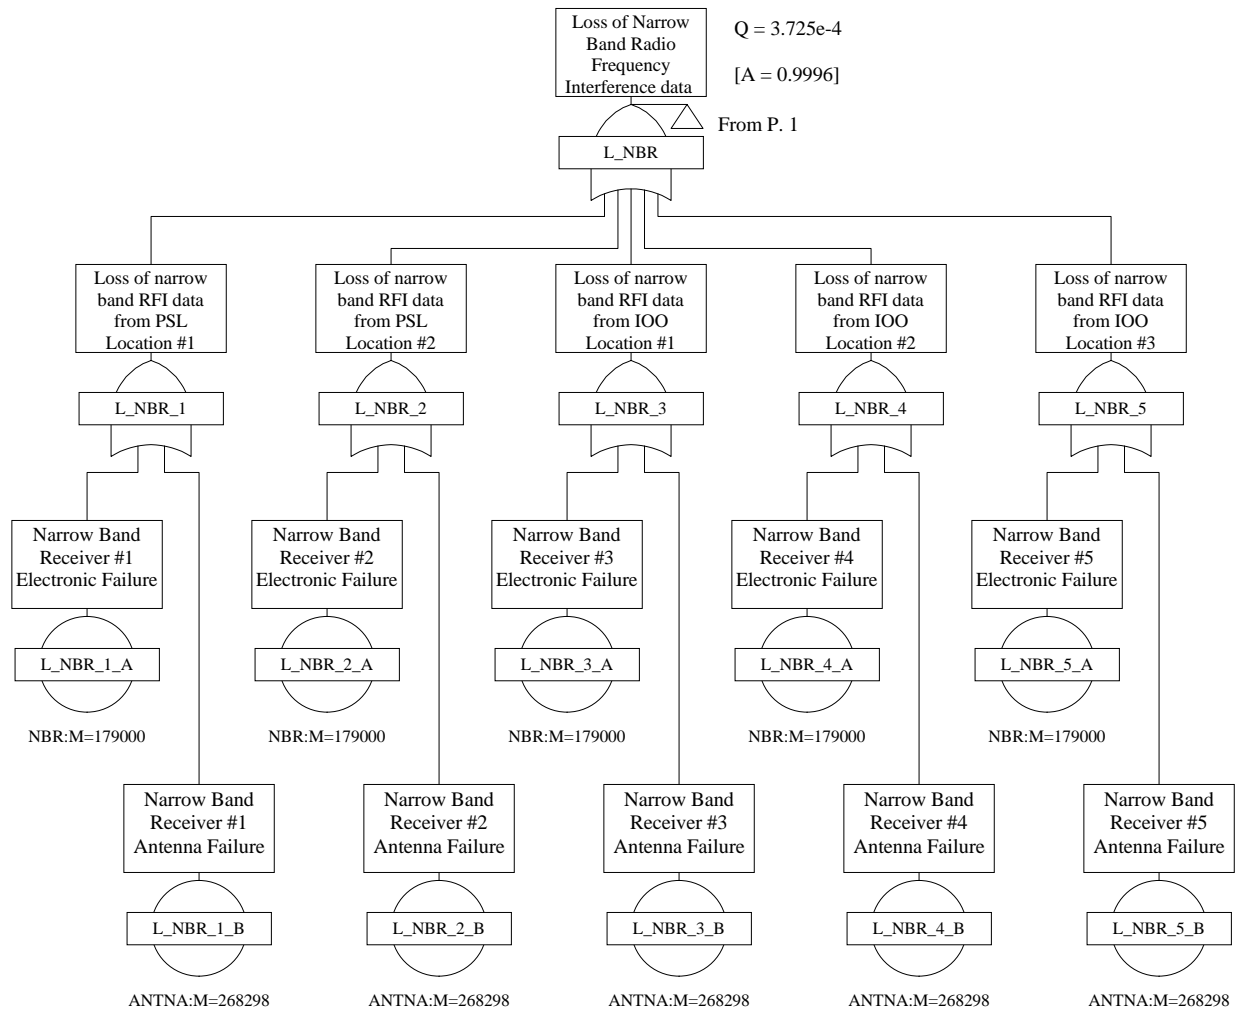 Loss of Narrow
Band Radio
Frequency
Interference data
Q = 3.725e-4
[A = 0.9996]
From P. 1
L_NBR
Loss of narrow
band RFI data
from PSL
Location #1
Loss of narrow
band RFI data
from PSL
Location #2
Loss of narrow
band RFI data
from IOO
Location #1
Loss of narrow
band RFI data
from IOO
Location #2
Loss of narrow
band RFI data
from IOO
Location #3
L_NBR_1
L_NBR_2
L_NBR_3
L_NBR_4
L_NBR_5
Narrow Band
Receiver #1
Electronic Failure
Narrow Band
Receiver #2
Electronic Failure
Narrow Band
Receiver #3
Electronic Failure
Narrow Band
Receiver #4
Electronic Failure
Narrow Band
Receiver #5
Electronic Failure
L_NBR_1_A
L_NBR_2_A
L_NBR_3_A
L_NBR_4_A
L_NBR_5_A
NBR:M=179000
NBR:M=179000
NBR:M=179000
NBR:M=179000
NBR:M=179000
Narrow Band
Receiver #1
Antenna Failure
Narrow Band
Receiver #2
Antenna Failure
Narrow Band
Receiver #3
Antenna Failure
Narrow Band
Receiver #4
Antenna Failure
Narrow Band
Receiver #5
Antenna Failure
L_NBR_1_B
L_NBR_2_B
L_NBR_3_B
L_NBR_4_B
L_NBR_5_B
ANTNA:M=268298
ANTNA:M=268298
ANTNA:M=268298
ANTNA:M=268298
ANTNA:M=268298